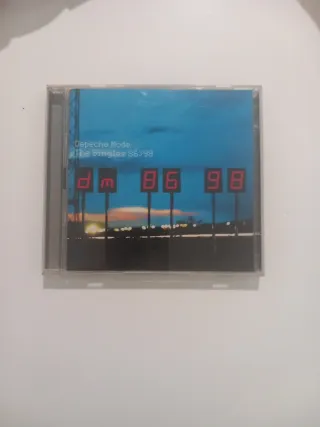 Depeche Mode
The Singles 86>98
dm 86 98